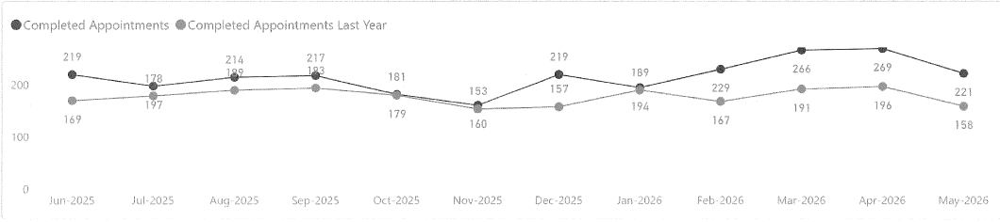 Completed Appointments Completed Appointments Last Year
219 178 214 217 181 153 219 189 266 269
189 183 157 229 221
200 169 197 179 160 194 167 191 196 158
100
0
Jun-2025 Jul-2025 Aug-2025 Sep-2025 Oct-2025 Nov-2025 Dec-2025 Jan-2026 Feb-2026 Mar-2026 Apr-2026 May-2026